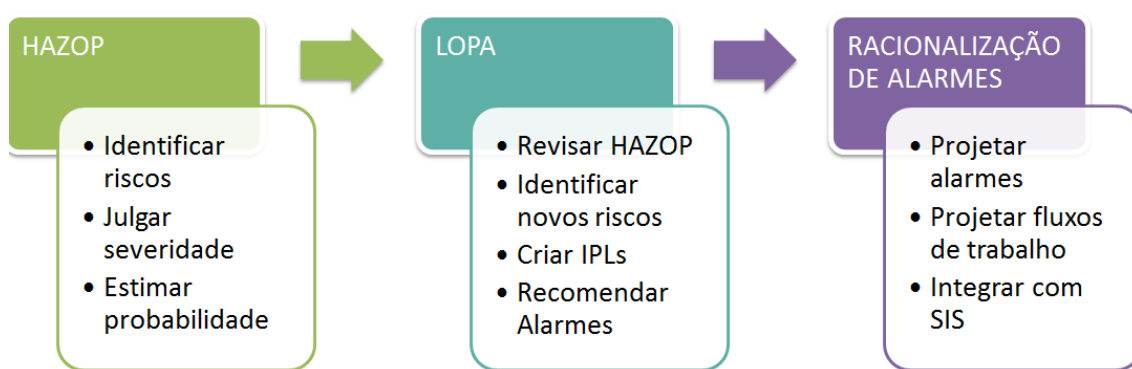 HAZOP
• Identificar
riscos
• Julgar
severidade
• Estimar
probabilidade
LOPA
• Revisar HAZOP
• Identificar
novos riscos
• Criar IPLs
• Recomendar
Alarmes
RACIONALIZAÇÃO
DE ALARMES
• Projetar
alarmes
• Projetar fluxos
de trabalho
• Integrar com
SIS